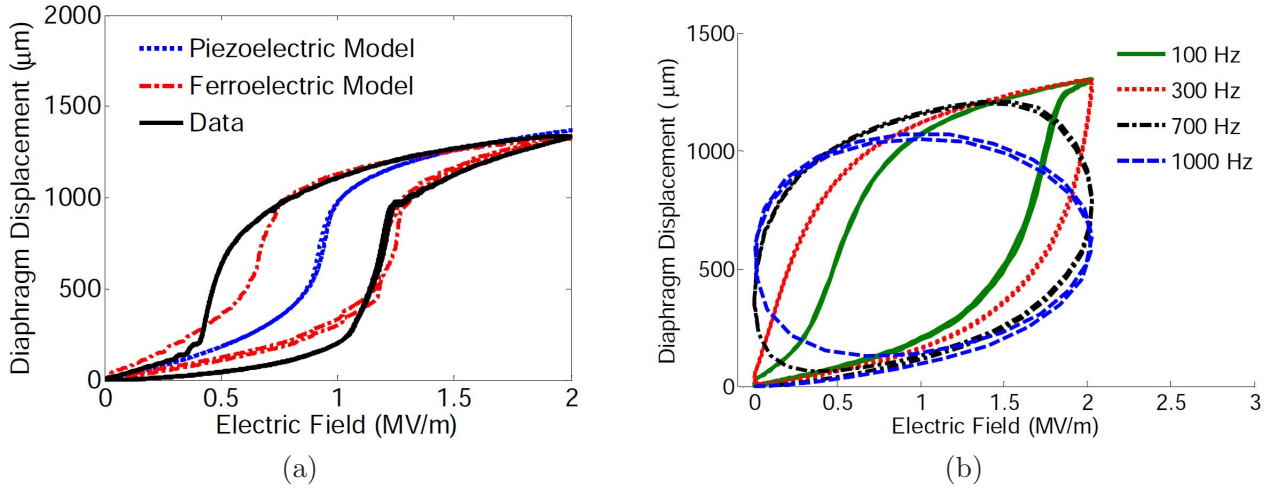 2000
1500
1000
500
0
Diaphragm Displacement (μm)
Piezoelectric Model
Ferroelectric Model
Data
0
0.5
1
1.5
2
Electric Field (MV/m)
(a)
1500
1000
500
0
Diaphragm Displacement ( μm)
100 Hz
300 Hz
700 Hz
1000 Hz
0
0.5
1
1.5
2
2.5
3
Electric Field (MV/m)
(b)